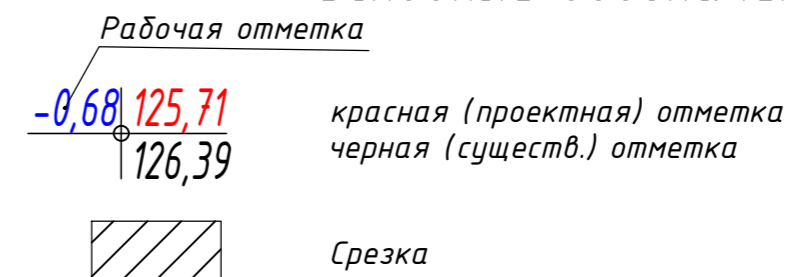 Рабочая отметка
-0,68 125,71
красная (проектная) отметка
126,39
черная (существ.) отметка
Срезка